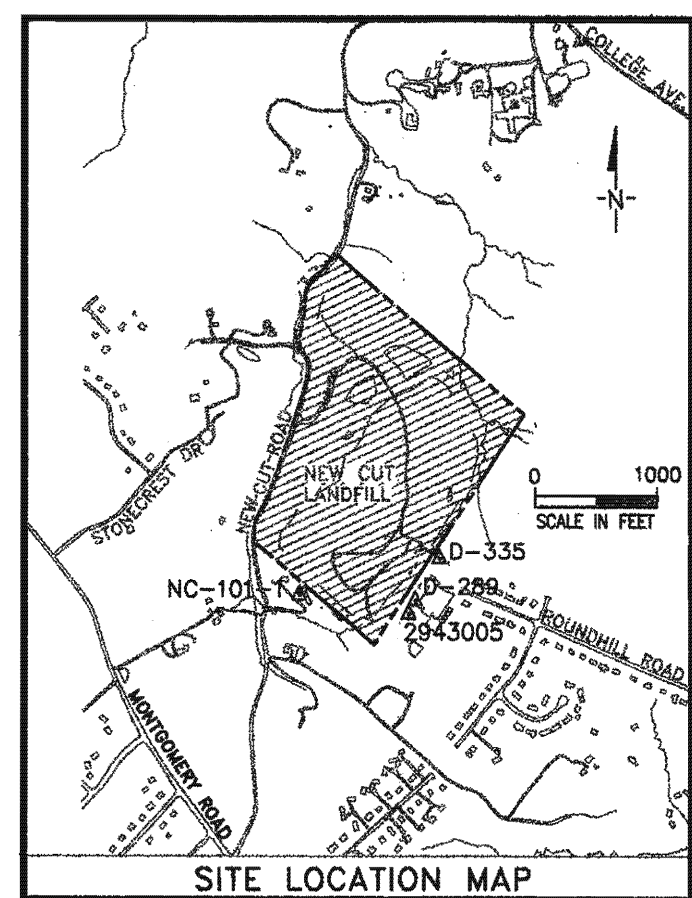 COLLEGE AVE.
-N-
NEW-CUT-ROAD
STONECREST DR
NEW CUT
LANDFILL
0 1000
SCALE IN FEET
D-335
NC-101-T
D-289
2943005
ROUNDHILL ROAD
MONTGOMERY ROAD
SITE LOCATION MAP